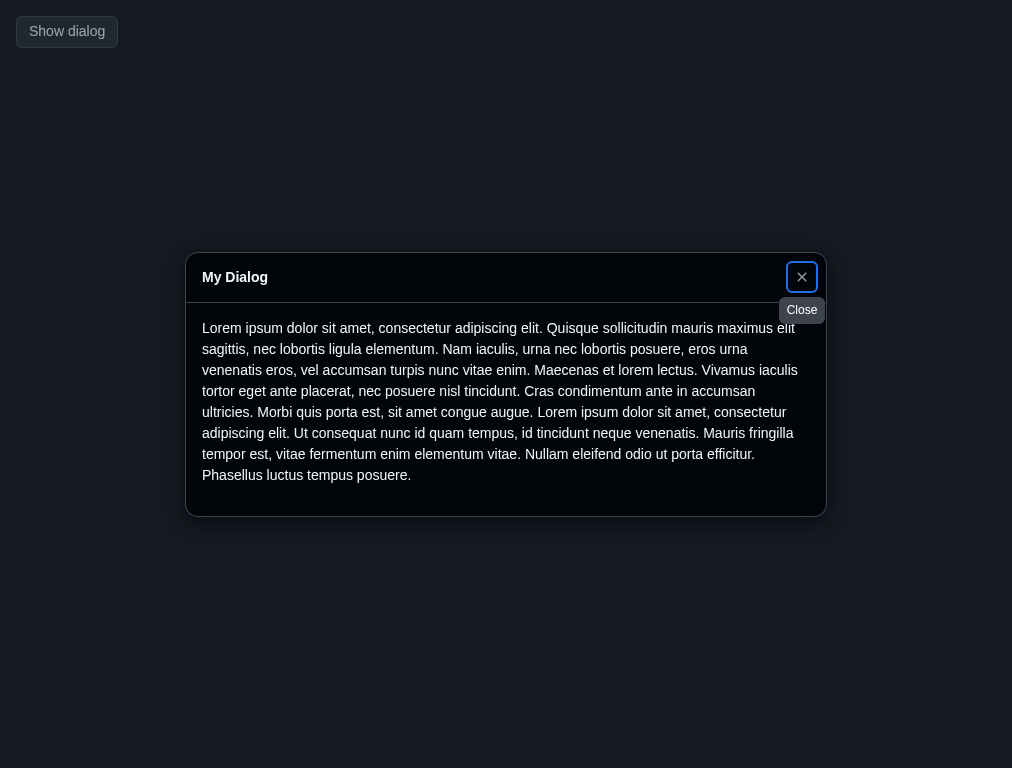 Show dialog
My Dialog
Close
Lorem ipsum dolor sit amet, consectetur adipiscing elit. Quisque sollicitudin mauris maximus elit
sagittis, nec lobortis ligula elementum. Nam iaculis, urna nec lobortis posuere, eros urna
venenatis eros, vel accumsan turpis nunc vitae enim. Maecenas et lorem lectus. Vivamus iaculis
tortor eget ante placerat, nec posuere nisl tincidunt. Cras condimentum ante in accumsan
ultricies. Morbi quis porta est, sit amet congue augue. Lorem ipsum dolor sit amet, consectetur
adipiscing elit. Ut consequat nunc id quam tempus, id tincidunt neque venenatis. Mauris fringilla
tempor est, vitae fermentum enim elementum vitae. Nullam eleifend odio ut porta efficitur.
Phasellus luctus tempus posuere.